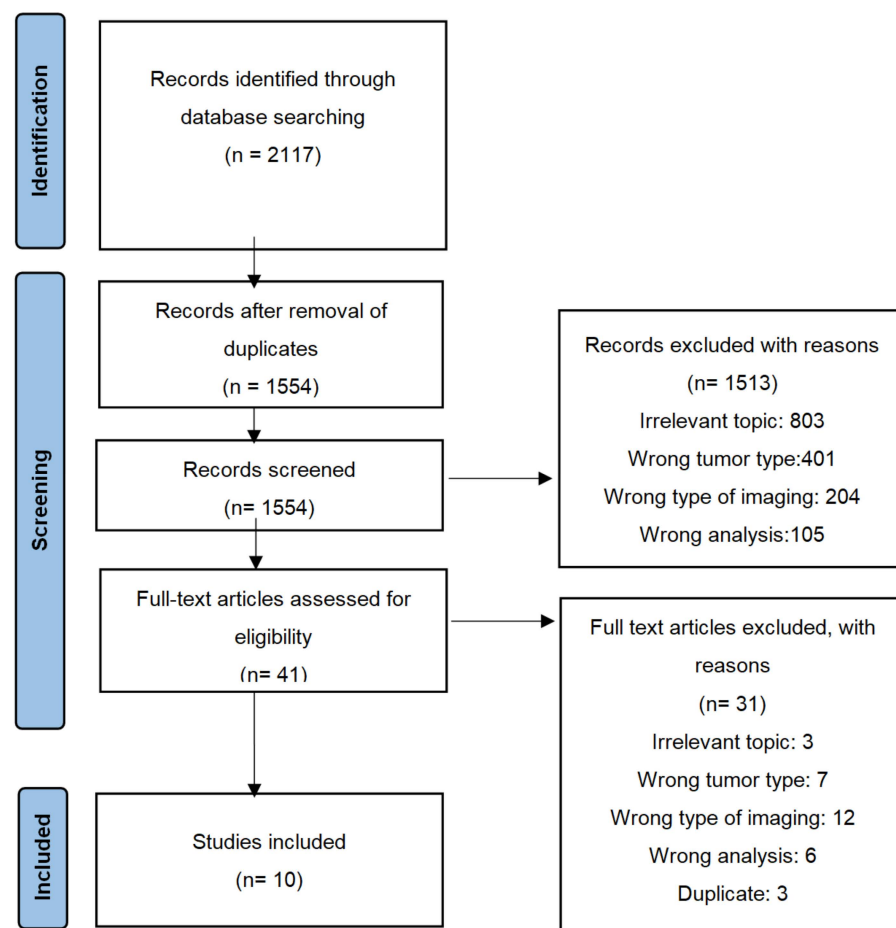 Identification
Records identified through
database searching
(n = 2117)
Screening
Records after removal of
duplicates
(n = 1554)
Records screened
(n= 1554)
Records excluded with reasons
(n= 1513)
Irrelevant topic: 803
Wrong tumor type:401
Wrong type of imaging: 204
Wrong analysis:105
Full-text articles assessed for
eligibility
(n= 41)
Full text articles excluded, with
reasons
(n= 31)
Irrelevant topic: 3
Wrong tumor type: 7
Wrong type of imaging: 12
Wrong analysis: 6
Duplicate: 3
Included
Studies included
(n= 10)